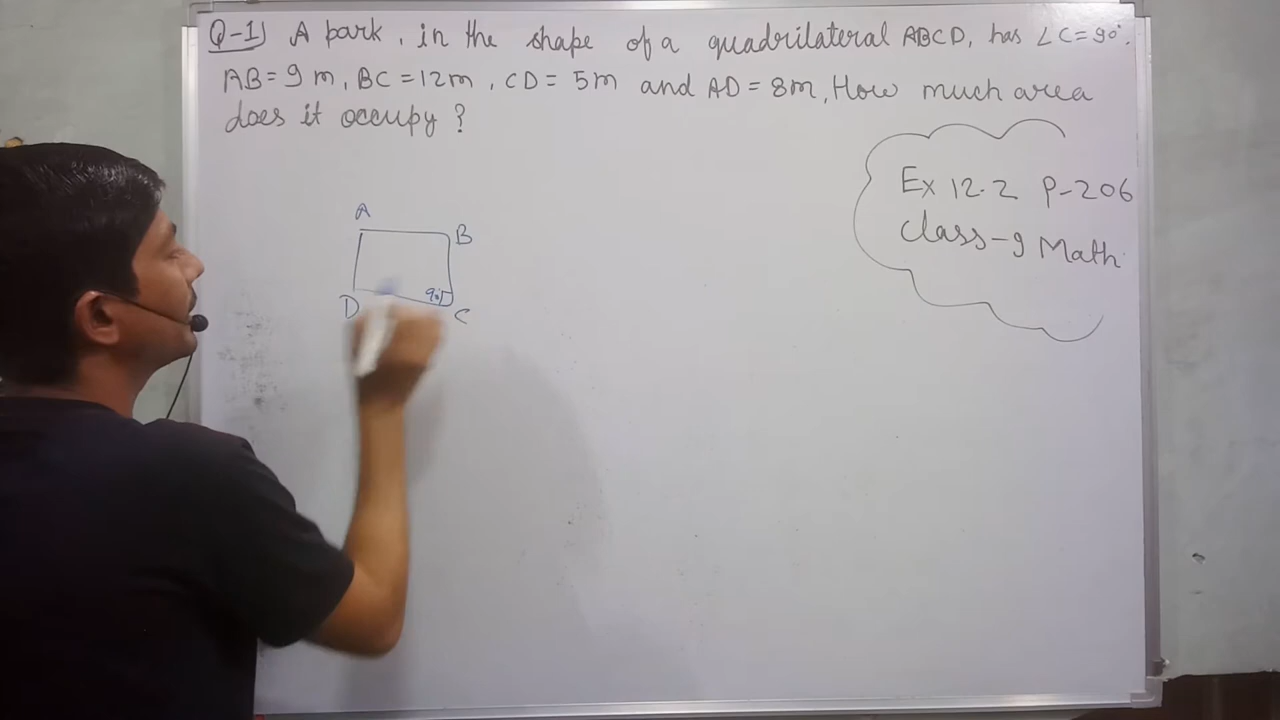 Q-1) A park, in the shape of a quadrilateral ABCD, has ∠C=90°.
AB=9m, BC=12m, CD=5m and AD=8m, How much area
does it occupy?
Ex 12.2 P-206
Class-9 Math
A
B
90°
D
C